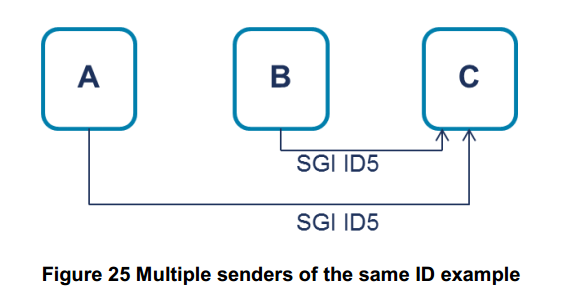 A
B
C
SGI ID5
SGI ID5
Figure 25 Multiple senders of the same ID example